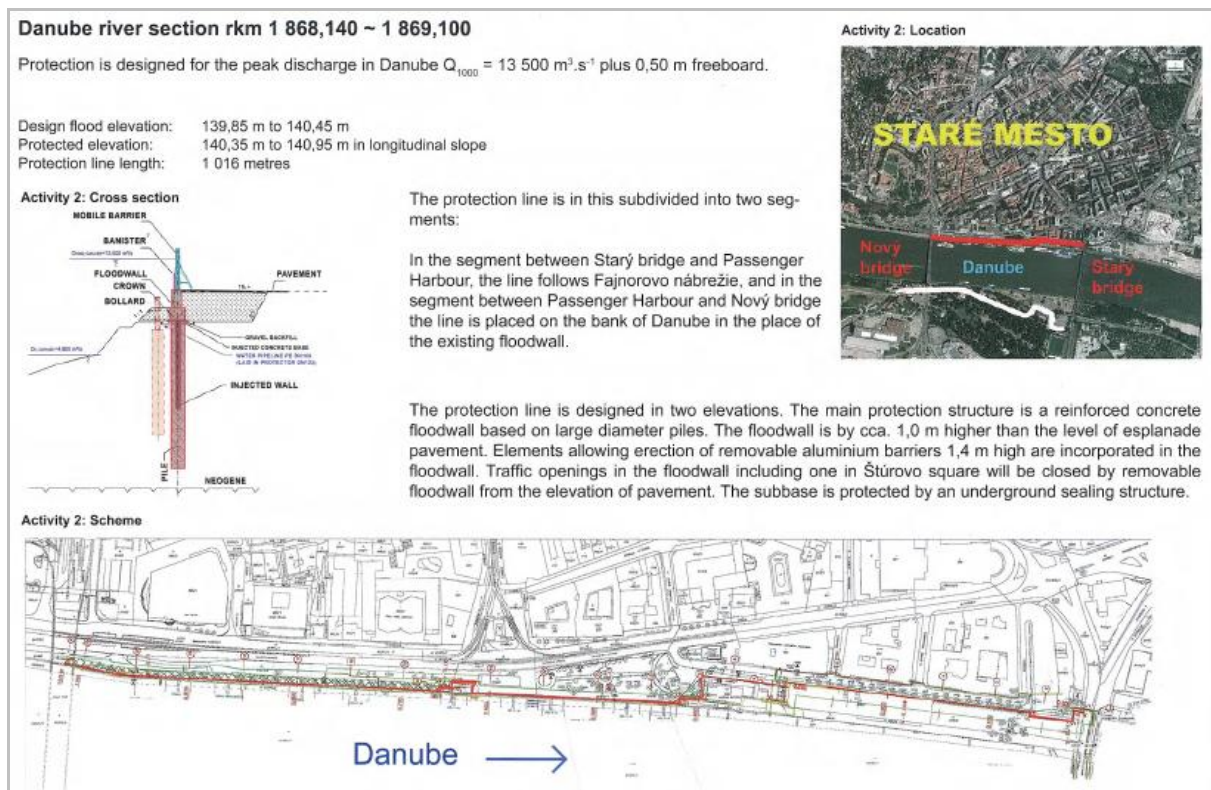 Danube river section rkm 1 868,140 ~ 1 869,100
Protection is designed for the peak discharge in Danube Q1000 = 13 500 m³.s⁻¹ plus 0,50 m freeboard.
Design flood elevation: 139,85 m to 140,45 m
Protected elevation: 140,35 m to 140,95 m in longitudinal slope
Protection line length: 1 016 metres
Activity 2: Location
STARÉ MESTO
Nový
bridge
Danube
Starý
bridge
Activity 2: Cross section
MOBILE BARRIER
BANISTER
FLOODWALL
CROWN
BOLLARD
PAVEMENT
GRAVEL BACKFILL
INJECTED CONCRETE BASE
INJECTED WALL
PILE
NEOGENE
The protection line is in this subdivided into two seg-
ments:
In the segment between Starý bridge and Passenger
Harbour, the line follows Fajnorovo nábrežie, and in the
segment between Passenger Harbour and Nový bridge
the line is placed on the bank of Danube in the place of
the existing floodwall.
The protection line is designed in two elevations. The main protection structure is a reinforced concrete
floodwall based on large diameter piles. The floodwall is by cca. 1,0 m higher than the level of esplanade
pavement. Elements allowing erection of removable aluminium barriers 1,4 m high are incorporated in the
floodwall. Traffic openings in the floodwall including one in Štúrovo square will be closed by removable
floodwall from the elevation of pavement. The subbase is protected by an underground sealing structure.
Activity 2: Scheme
Danube